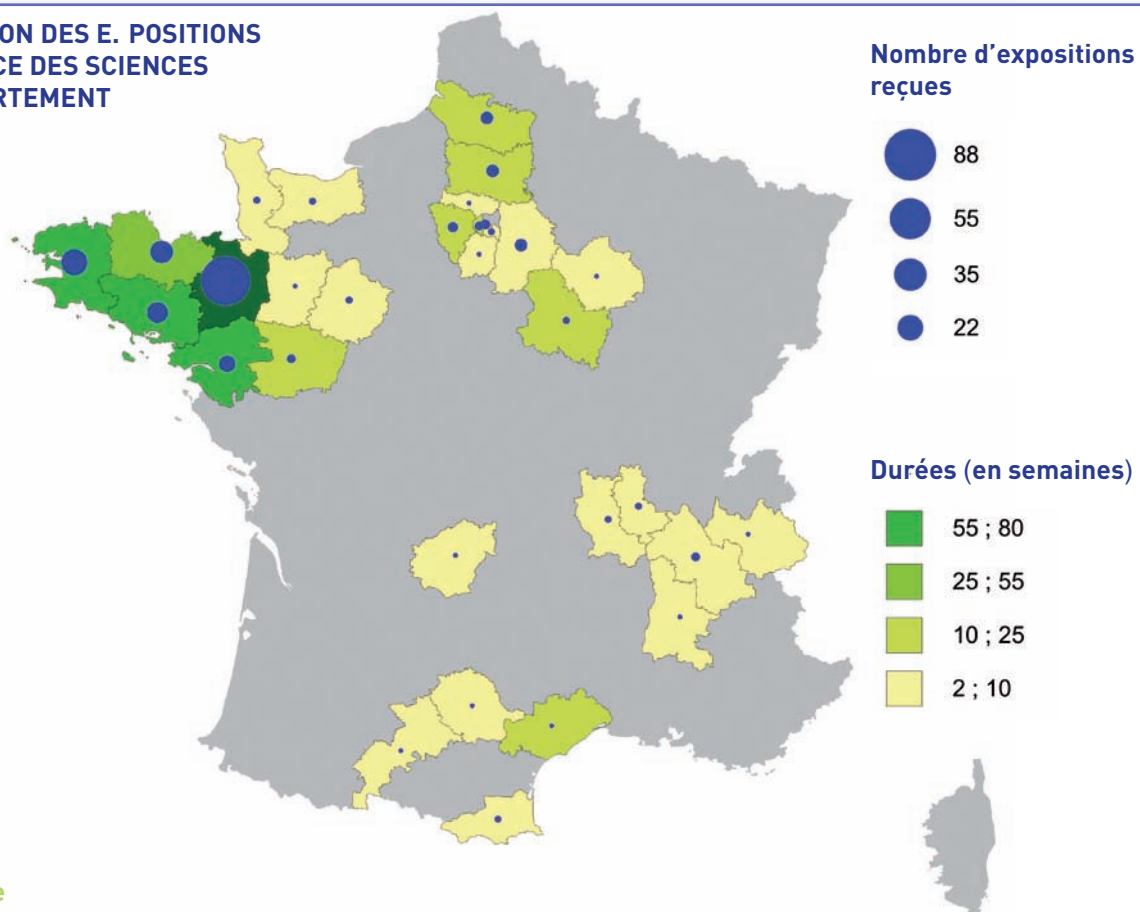 ON DES E. POSITIONS
CE DES SCIENCES
RTEMENT
Nombre d’expositions
reçues
88
55
35
22
Durées (en semaines)
55 ; 80
25 ; 55
10 ; 25
2 ; 10
e